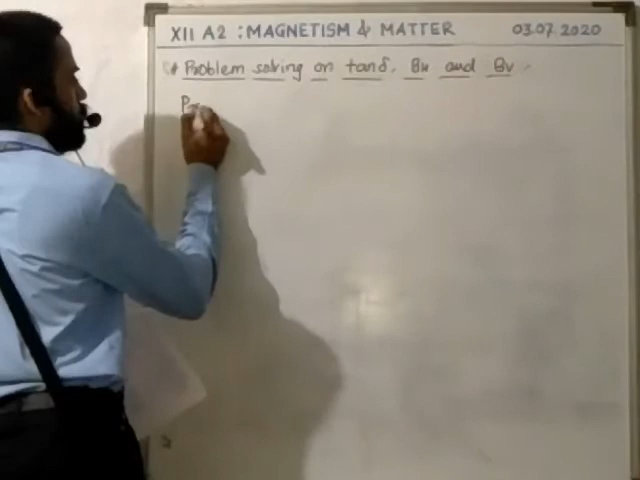 XII A2 : MAGNETISM & MATTER 03.07.2020
* Problem solving on tanδ, BH and BV